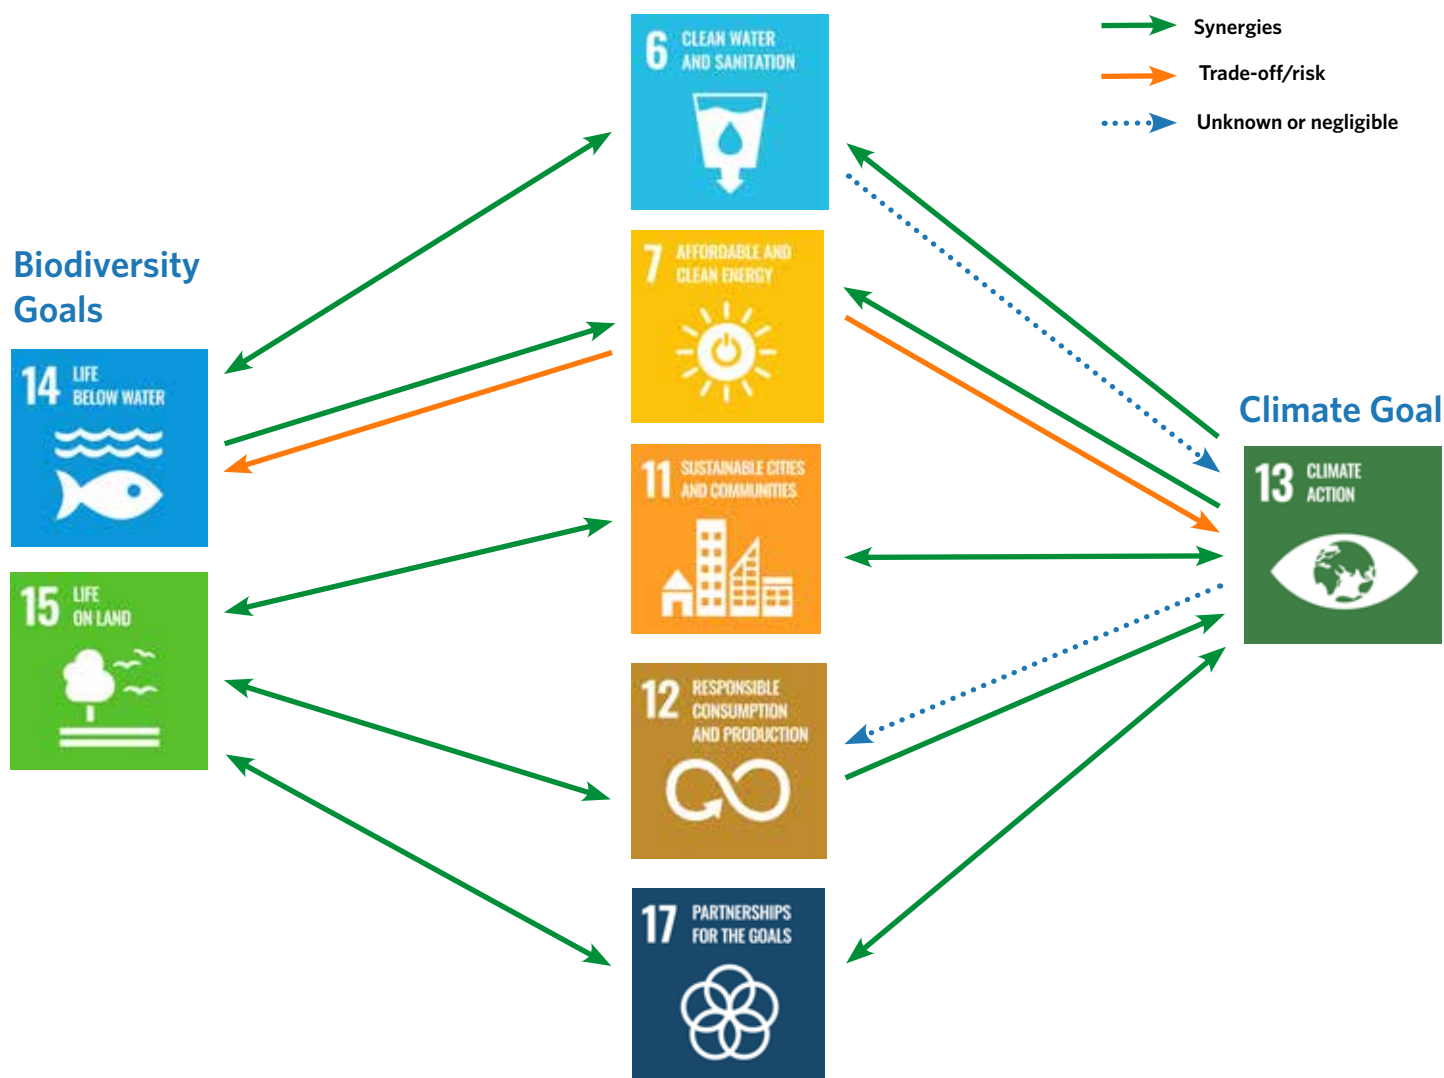 6 CLEAN WATER
AND SANITATION
Synergies
Trade-off/risk
Unknown or negligible
Biodiversity
Goals
7 AFFORDABLE AND
CLEAN ENERGY
14 LIFE
BELOW WATER
Climate Goal
11 SUSTAINABLE CITIES
AND COMMUNITIES
13 CLIMATE
ACTION
15 LIFE
ON LAND
12 RESPONSIBLE
CONSUMPTION
AND PRODUCTION
17 PARTNERSHIPS
FOR THE GOALS